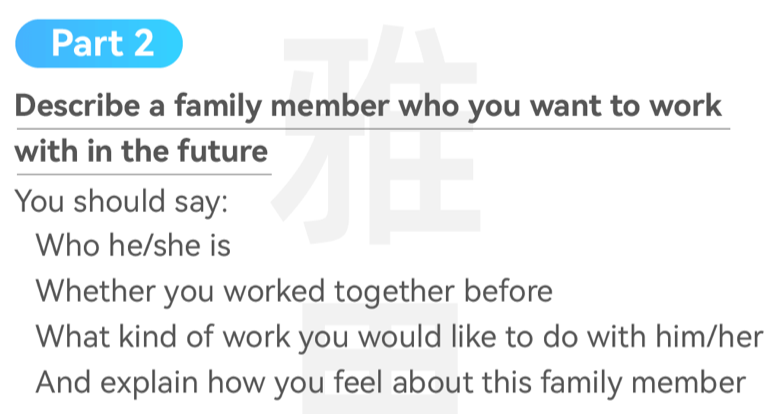 Part 2
Describe a family member who you want to work
with in the future
You should say:
Who he/she is
Whether you worked together before
What kind of work you would like to do with him/her
And explain how you feel about this family member
雅